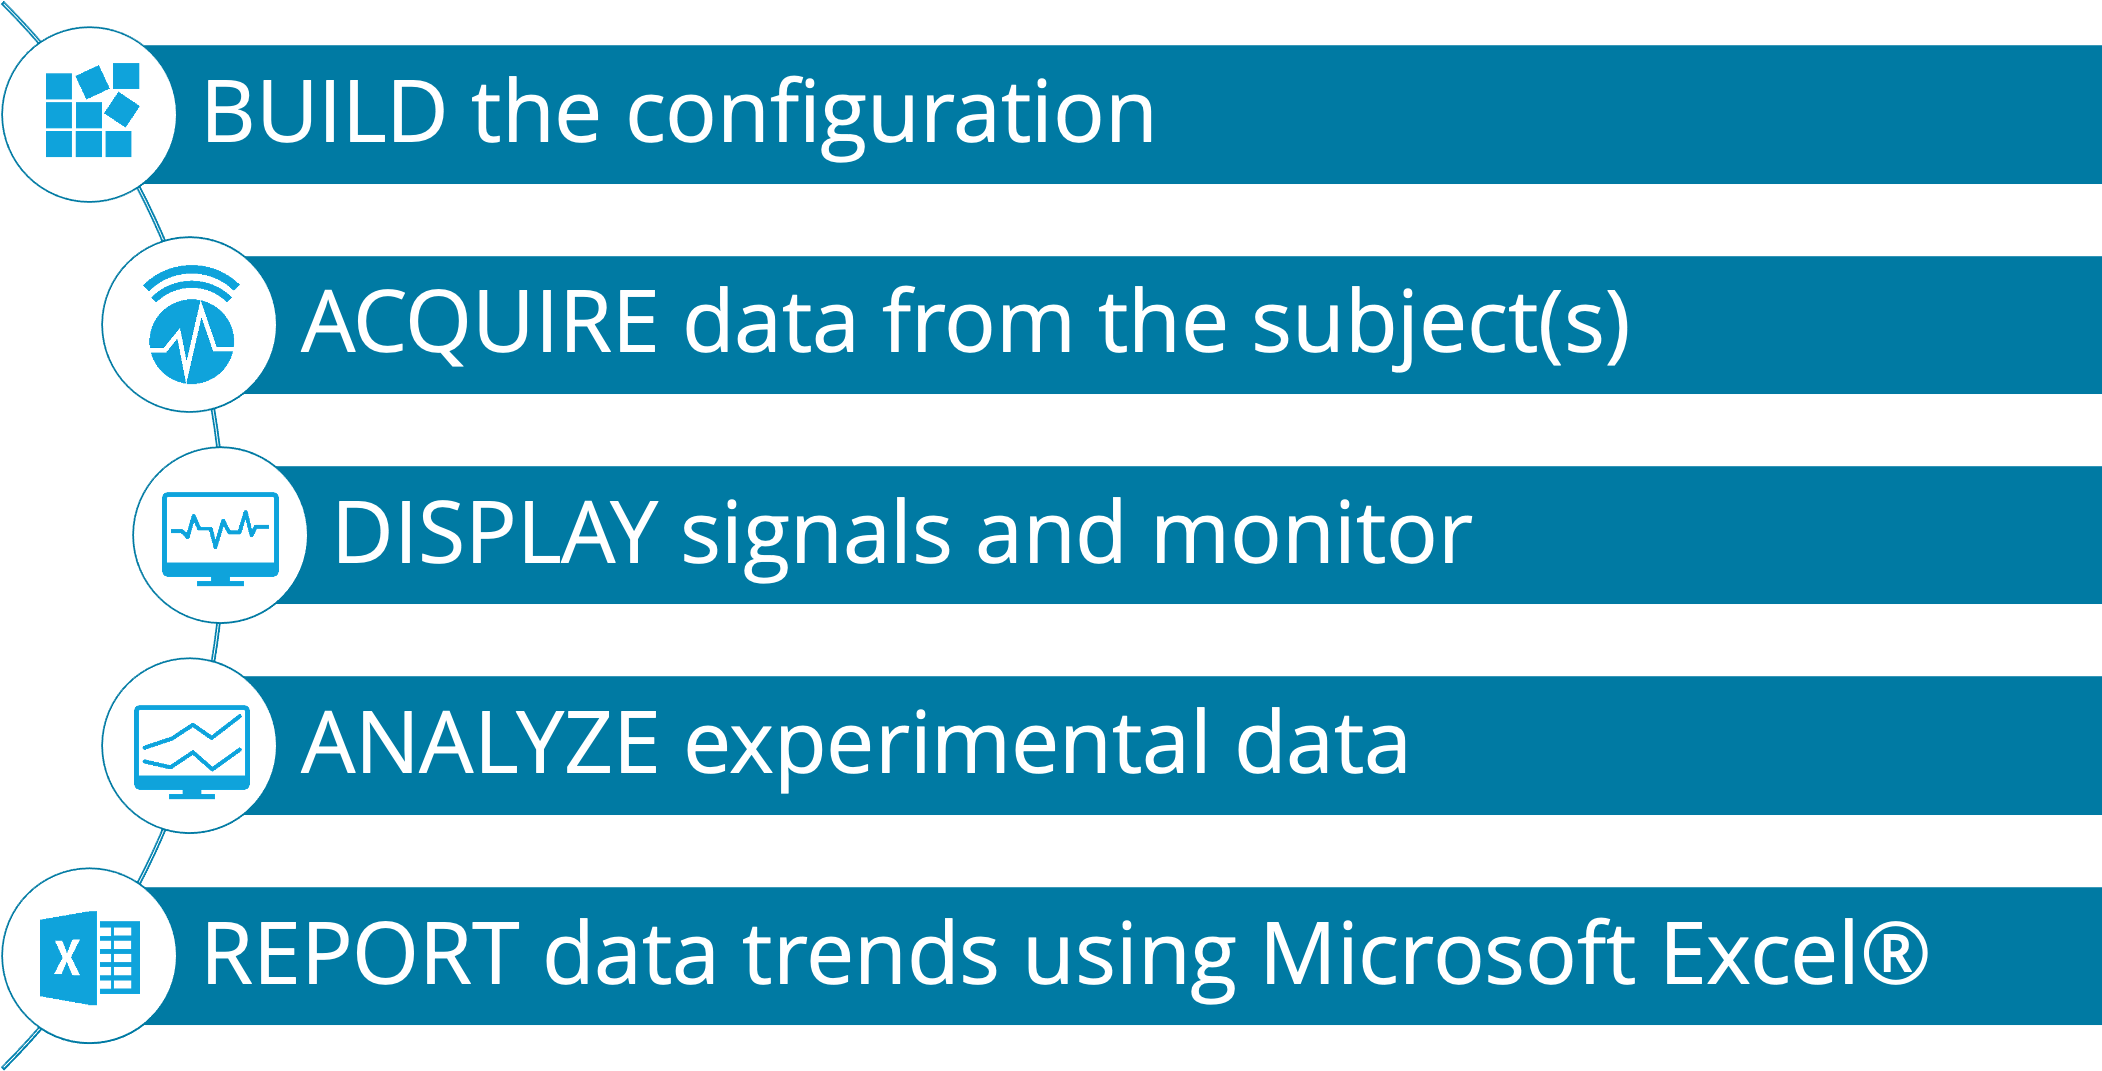 BUILD the configuration
ACQUIRE data from the subject(s)
DISPLAY signals and monitor
ANALYZE experimental data
X
REPORT data trends using Microsoft Excel®